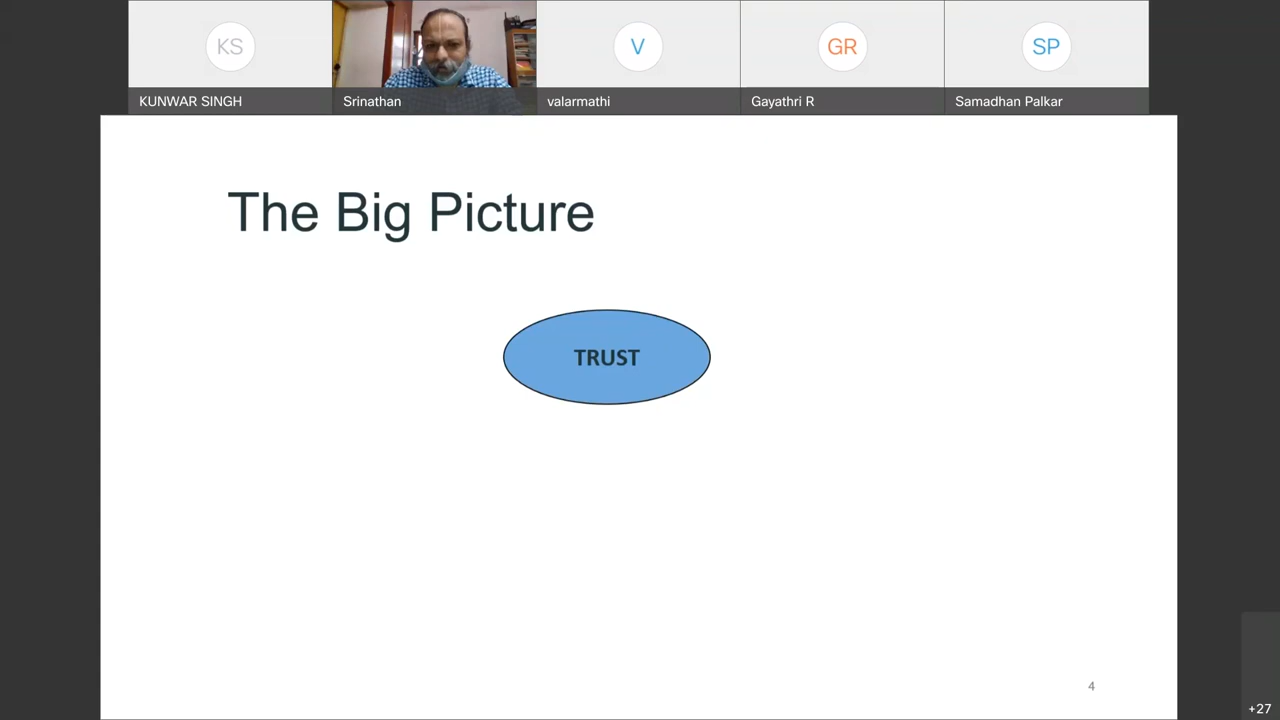 KS
V
GR
SP
KUNWAR SINGH
Srinathan
valarmathi
Gayathri R
Samadhan Palkar
The Big Picture
TRUST
4
+27